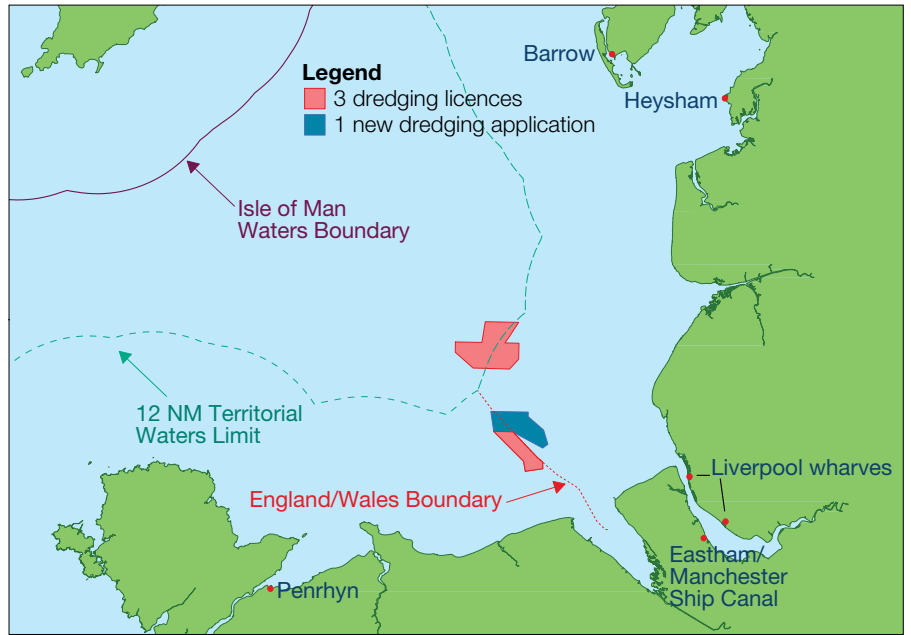 Barrow
Legend
3 dredging licences
Heysham
1 new dredging application
Isle of Man
Waters Boundary
12 NM Territorial
Waters Limit
Liverpool wharves
England/Wales Boundary
Eastham/
Manchester
Ship Canal
Penrhyn